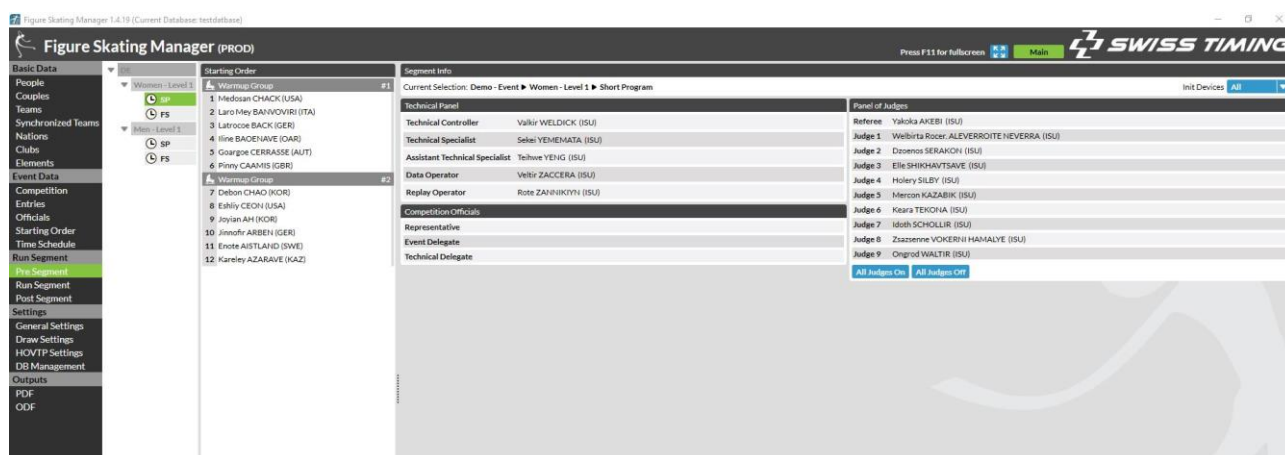 Figure Skating Manager 1.4.19 (Current Database: testdatbase)
Figure Skating Manager (PROD)
Press F11 for fullscreen
Main
SWISS TIMING
Basic Data
People
Couples
Teams
Synchronized Teams
Nations
Clubs
Elements
Event Data
Competition
Entries
Officials
Starting Order
Time Schedule
Run Segment
Pre Segment
Run Segment
Post Segment
Settings
General Settings
Draw Settings
HOVTP Settings
DB Management
Outputs
PDF
ODF
Women - Level 1
SP
FS
Men - Level 1
SP
FS
Starting Order
Warmup Group #1
1 Medosan CHACK (USA)
2 Laro Mey BANVOVIRI (ITA)
3 Latrocoe BACK (GER)
4 Iline BAOENAVE (OAR)
5 Goargoe CERRASSE (AUT)
6 Pinny CAAMIS (GBR)
Warmup Group #2
7 Debon CHAO (KOR)
8 Eshliy CEON (USA)
9 Joyian AH (KOR)
10 Jinnofir ARBEN (GER)
11 Enote AISTLAND (SWE)
12 Kareley AZARAVE (KAZ)
Segment Info
Current Selection: Demo - Event ▶ Women - Level 1 ▶ Short Program
Init Devices All
Technical Panel
Technical Controller Valkir WELDICK (ISU)
Technical Specialist Sekei YEMEMATA (ISU)
Assistant Technical Specialist Teihwe YENG (ISU)
Data Operator Veltir ZACCERA (ISU)
Replay Operator Rote ZANNIKIYN (ISU)
Competition Officials
Representative
Event Delegate
Technical Delegate
Panel of Judges
Referee Yakoka AKEBI (ISU)
Judge 1 Welbirta Rocer, ALEVERROITE NEVERRA (ISU)
Judge 2 Dzoenos SERAKON (ISU)
Judge 3 Elle SHIKHAVTSAVE (ISU)
Judge 4 Holery SILBY (ISU)
Judge 5 Mercon KAZABIK (ISU)
Judge 6 Keara TEKONA (ISU)
Judge 7 Idoth SCHOLLIR (ISU)
Judge 8 Zsazsenne VOKERNI HAMALYE (ISU)
Judge 9 Ongrod WALTIR (ISU)
All Judges On All Judges Off